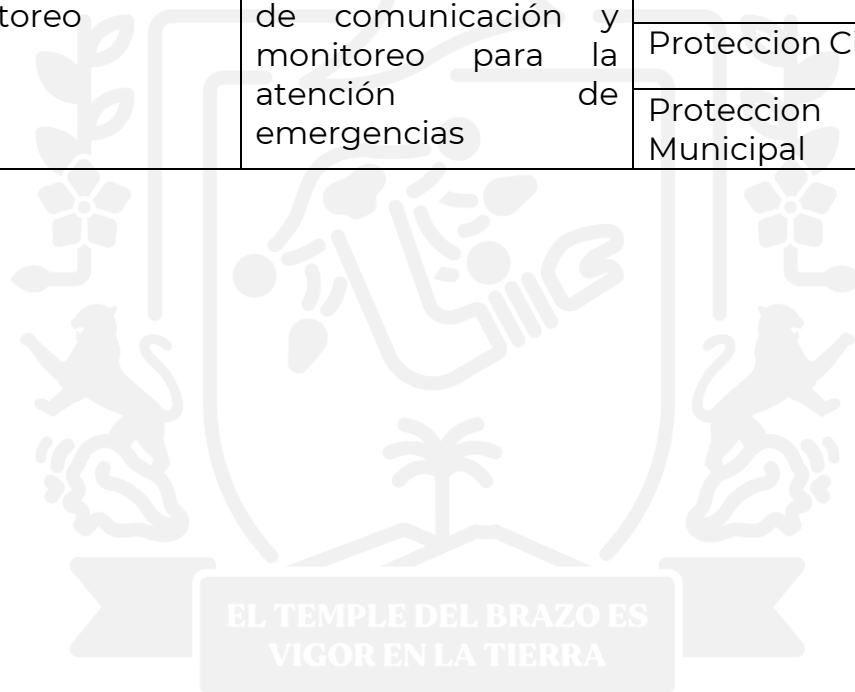 toreo
de comunicación y
monitoreo para la
atención de
emergencias
Proteccion
Proteccion
Municipal
EL TEMPLE DEL BRAZO ES
VIGOR EN LA TIERRA